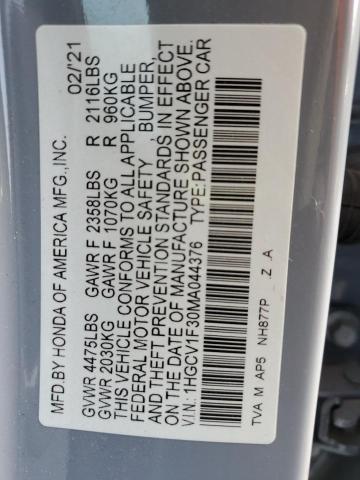 MFD.BY HONDA OF AMERICA MFG.,INC. 02/'21
GVWR 4475LBS GAWR F 2358LBS R 2116LBS
GVWR 2030KG GAWR F 1070KG R 960KG
THIS VEHICLE CONFORMS TO ALL APPLICABLE
FEDERAL MOTOR VEHICLE SAFETY , BUMPER,
AND THEFT PREVENTION STANDARDS IN EFFECT
ON THE DATE OF MANUFACTURE SHOWN ABOVE.
V.I.N.: 1HGCV1F30MA044376 TYPE:PASSENGER CAR
TVA M AP5 NH877P _ Z _A